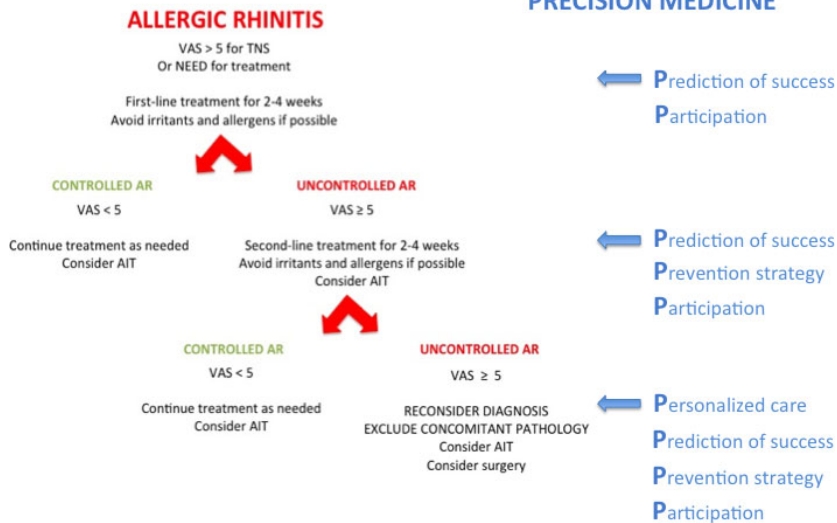 PRECISION MEDICINE
ALLERGIC RHINITIS
VAS > 5 for TNS
Or NEED for treatment
First-line treatment for 2-4 weeks
Avoid irritants and allergens if possible
Prediction of success
Participation
CONTROLLED AR
VAS < 5
Continue treatment as needed
Consider AIT
UNCONTROLLED AR
VAS ≥ 5
Second-line treatment for 2-4 weeks
Avoid irritants and allergens if possible
Consider AIT
Prediction of success
Prevention strategy
Participation
CONTROLLED AR
VAS < 5
Continue treatment as needed
Consider AIT
UNCONTROLLED AR
VAS ≥ 5
RECONSIDER DIAGNOSIS
EXCLUDE CONCOMITANT PATHOLOGY
Consider AIT
Consider surgery
Personalized care
Prediction of success
Prevention strategy
Participation